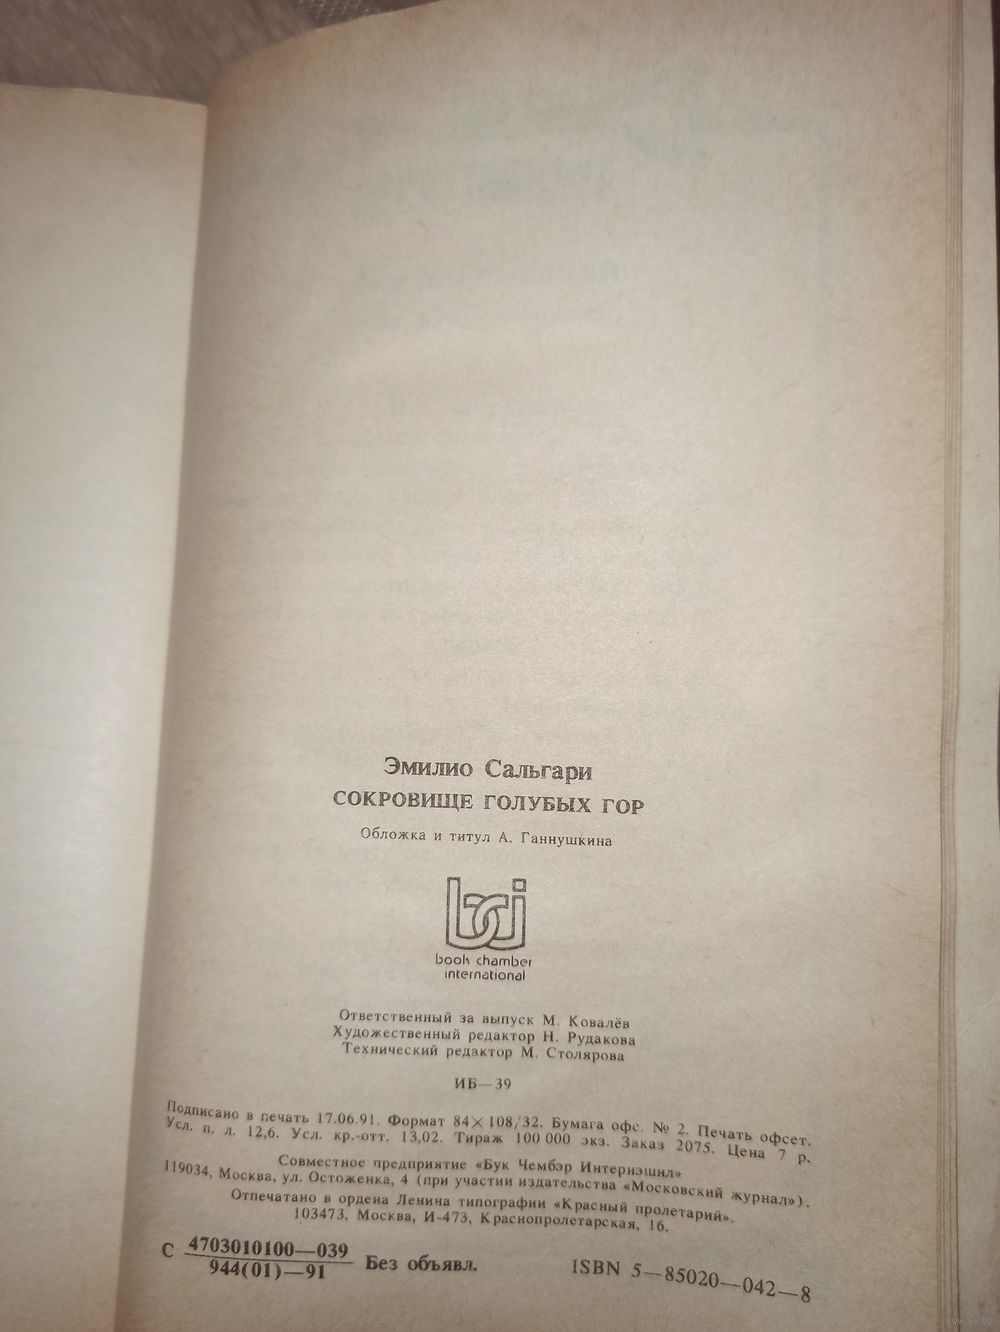 Эмилио Сальгари
СОКРОВИЩЕ ГОЛУБЫХ ГОР
Обложка и титул А. Ганнушкина
bci
book chamber
international
Ответственный за выпуск М. Ковалёв
Художественный редактор Н. Рудакова
Технический редактор М. Столярова
ИБ—39
Подписано в печать 17.06.91. Формат 84×108/32. Бумага офс. № 2. Печать офсет.
Усл. п. л. 12,6. Усл. кр.-отт. 13,02. Тираж 100 000 экз. Заказ 2075. Цена 7 р.
Совместное предприятие «Бук Чембэр Интернэшнл»
119034, Москва, ул. Остоженка, 4 (при участии издательства «Московский журнал»).
Отпечатано в ордена Ленина типографии «Красный пролетарий».
103473, Москва, И-473, Краснопролетарская, 16.
С 4703010100—039
944(01)—91
Без объявл.
ISBN 5—85020—042—8
www.ay.by